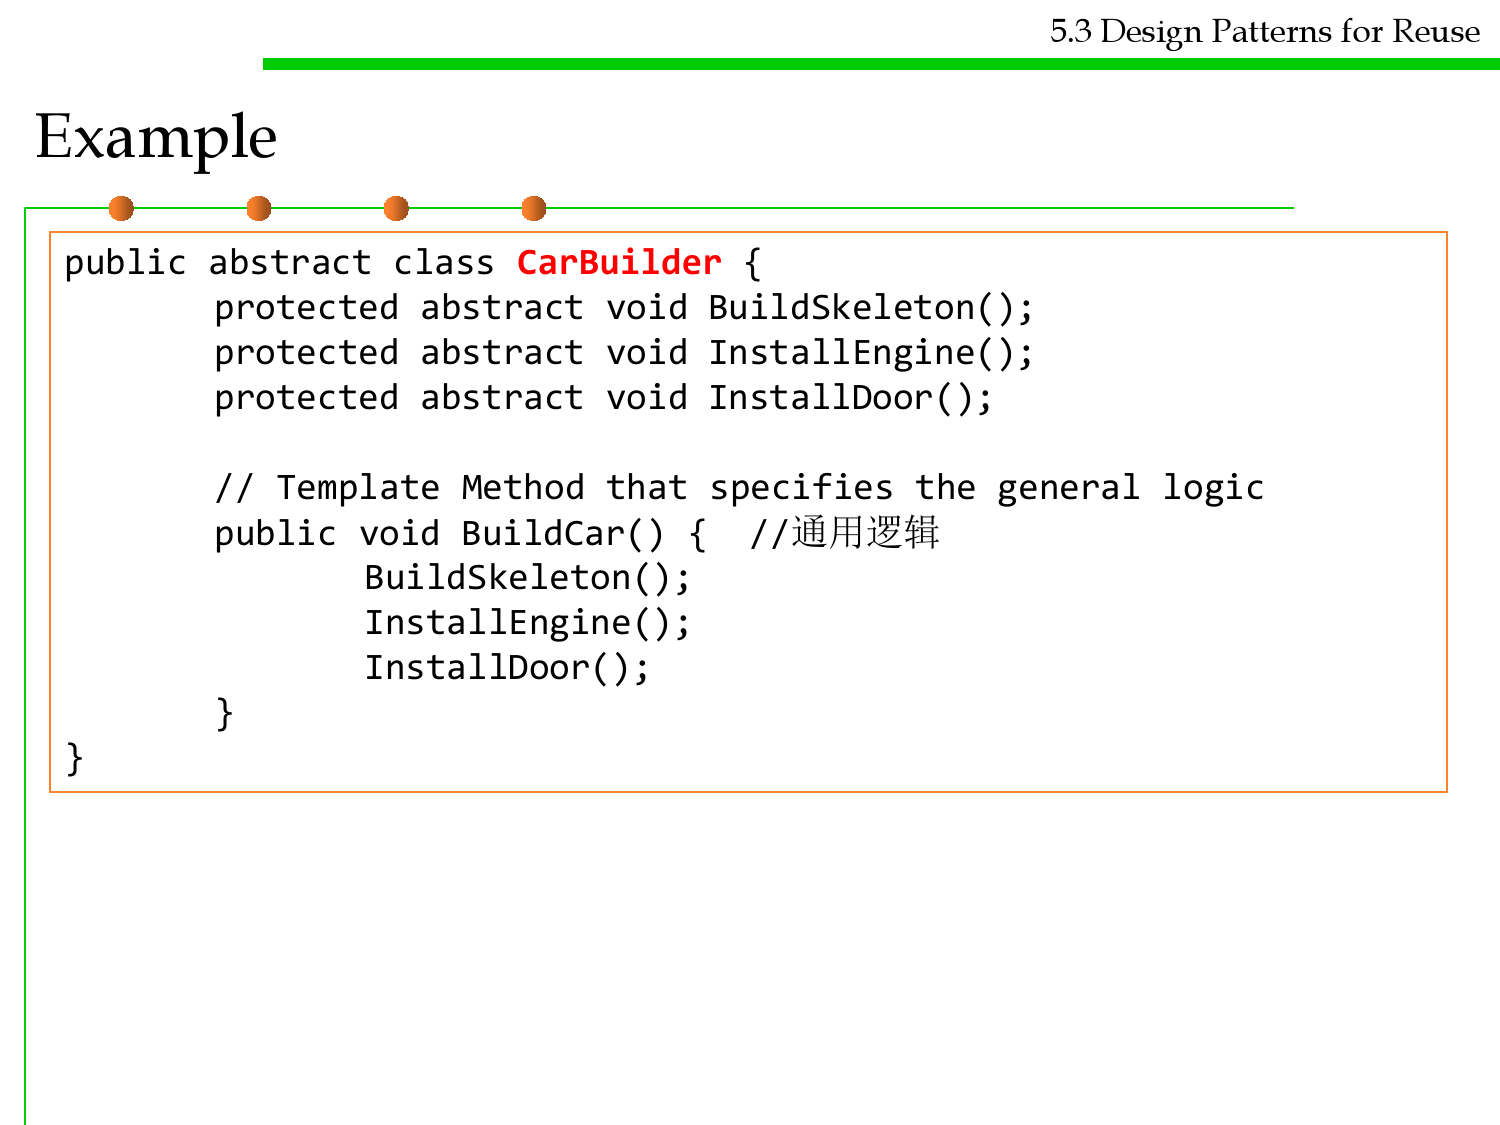 5.3 Design Patterns for Reuse
Example
public abstract class CarBuilder {
protected abstract void BuildSkeleton();
protected abstract void InstallEngine();
protected abstract void InstallDoor();
// Template Method that specifies the general logic
public void BuildCar() {  //通用逻辑
BuildSkeleton();
InstallEngine();
InstallDoor();
}
}